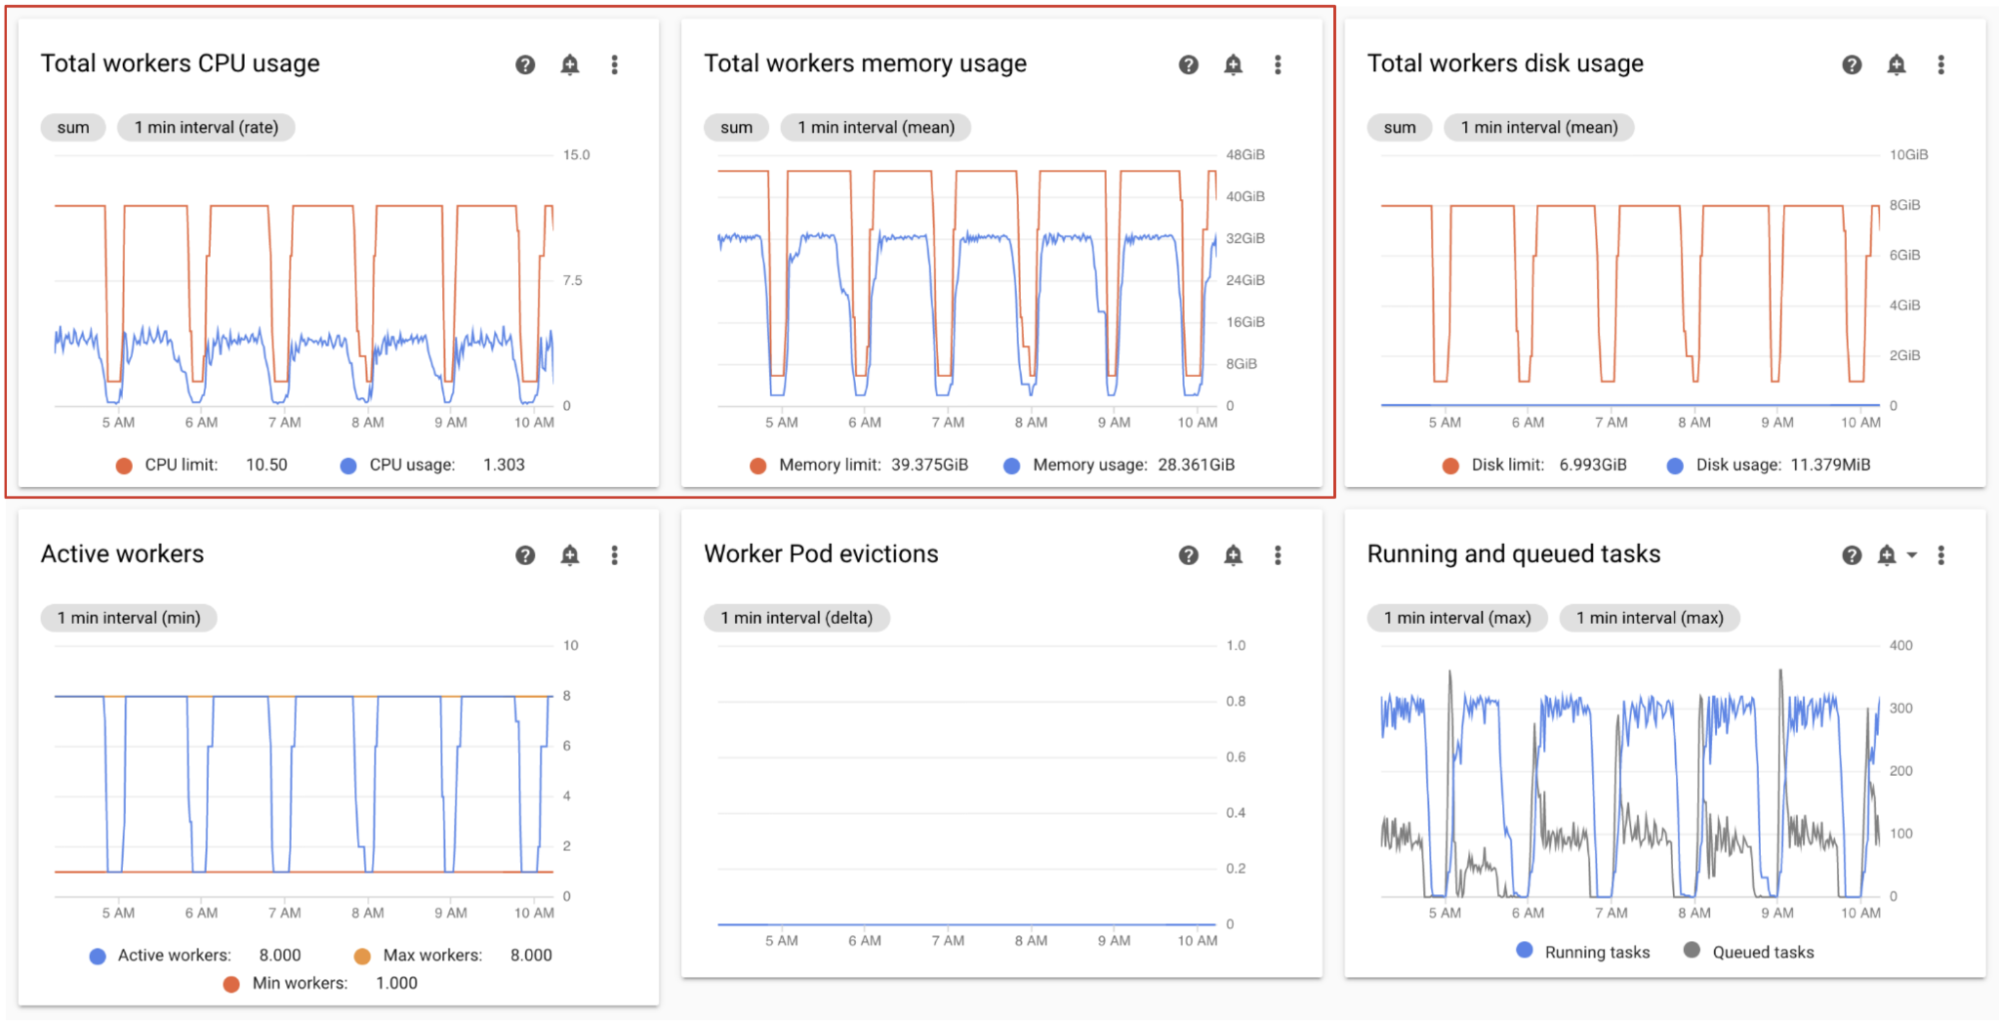 Total workers CPU usage
sum 1 min interval (rate)
15.0
7.5
0
5 AM 6 AM 7 AM 8 AM 9 AM 10 AM
CPU limit: 10.50 CPU usage: 1.303
Total workers memory usage
sum 1 min interval (mean)
48GiB
40GiB
32GiB
24GiB
16GiB
8GiB
0
5 AM 6 AM 7 AM 8 AM 9 AM 10 AM
Memory limit: 39.375GiB Memory usage: 28.361GiB
Total workers disk usage
sum 1 min interval (mean)
10GiB
8GiB
6GiB
4GiB
2GiB
0
5 AM 6 AM 7 AM 8 AM 9 AM 10 AM
Disk limit: 6.993GiB Disk usage: 11.379MiB
Active workers
1 min interval (min)
10
8
6
4
2
0
5 AM 6 AM 7 AM 8 AM 9 AM 10 AM
Active workers: 8.000 Max workers: 8.000
Min workers: 1.000
Worker Pod evictions
1 min interval (delta)
1.0
0.8
0.6
0.4
0.2
0
5 AM 6 AM 7 AM 8 AM 9 AM 10 AM
Running and queued tasks
1 min interval (max) 1 min interval (max)
400
300
200
100
0
5 AM 6 AM 7 AM 8 AM 9 AM 10 AM
Running tasks Queued tasks